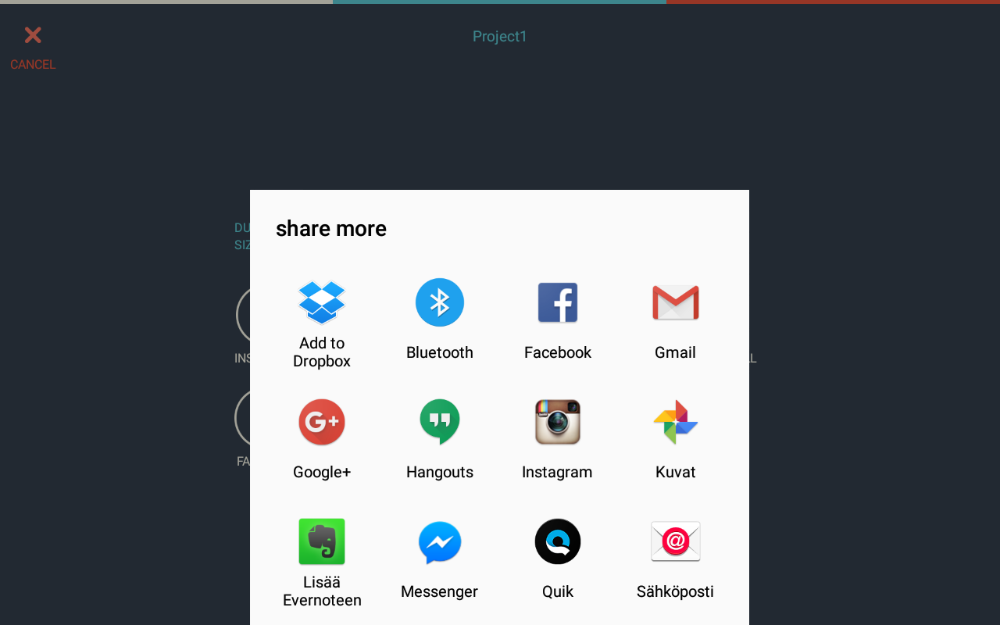 Project1
CANCEL
share more
Add to
Dropbox
Bluetooth
Facebook
Gmail
Google+
Hangouts
Instagram
Kuvat
Lisää
Evernoteen
Messenger
Quik
Sähköposti